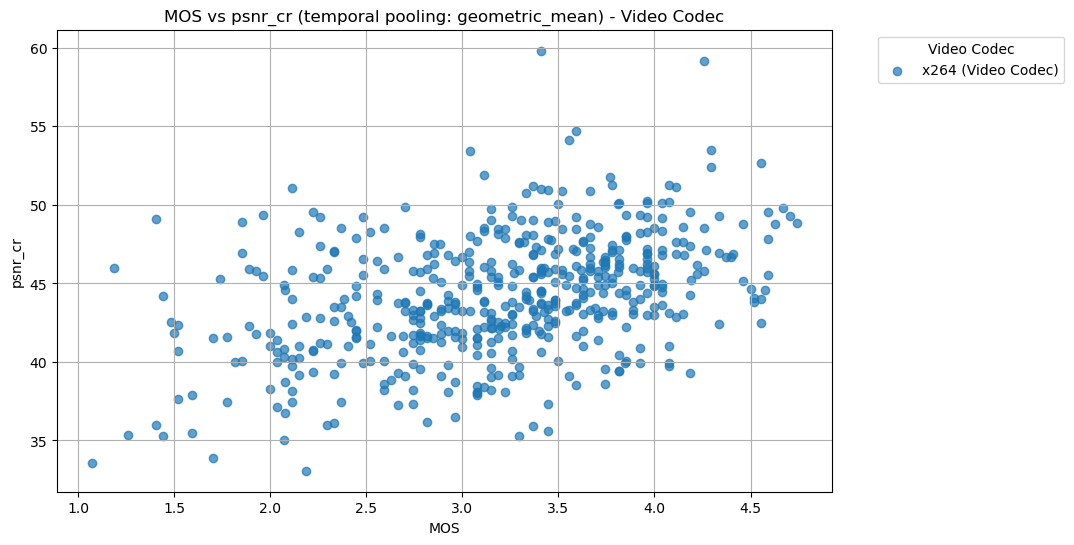 MOS vs psnr_cr (temporal pooling: geometric_mean) - Video Codec
Video Codec
x264 (Video Codec)
60
55
50
45
40
35
psnr_cr
1.0 1.5 2.0 2.5 3.0 3.5 4.0 4.5
MOS